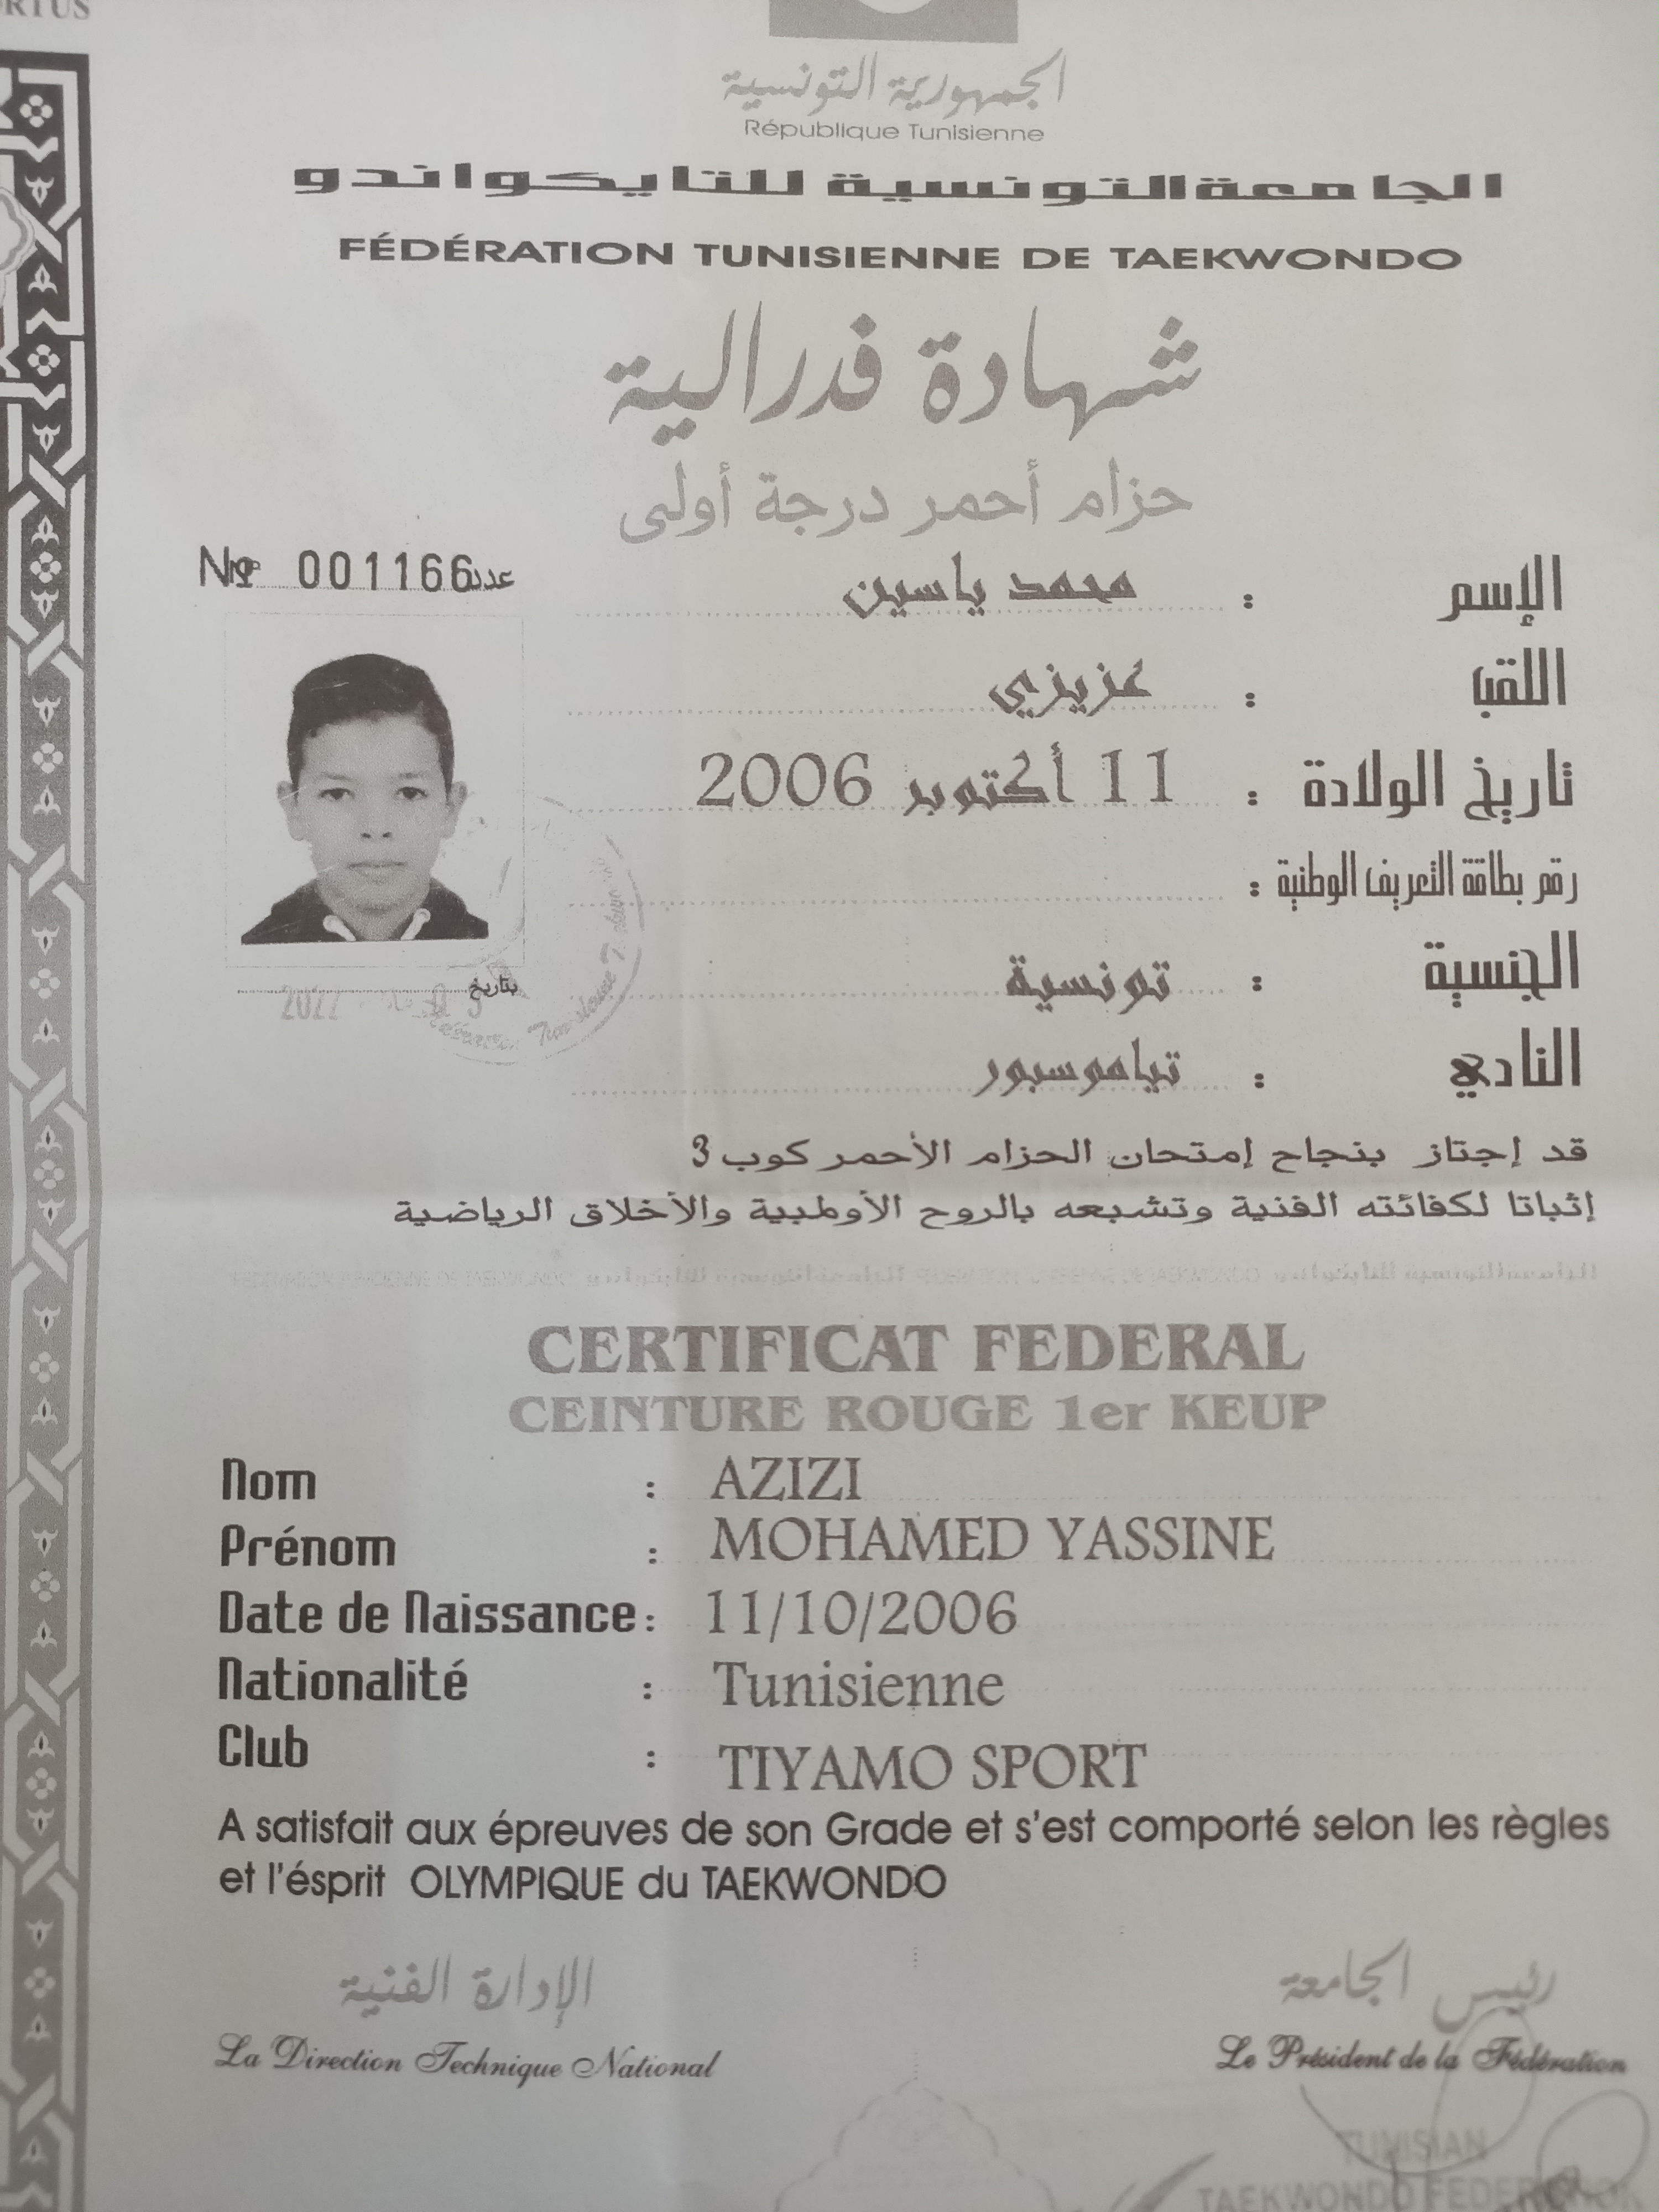 الجمهورية التونسية
République Tunisienne
الجامعة التونسية للتايكواندو
FÉDÉRATION TUNISIENNE DE TAEKWONDO
شهادة فدرالية
حزام أحمر درجة أولى
Nº 001166 عدد
الإسم : محمد ياسين
اللقب : عزيزي
تاريخ الولادة : 11 أكتوبر 2006
رقم بطاقة التعريف الوطنية :
الجنسية : تونسية
بتاريخ
2022
النادي : تياموسبور
قد إجتاز بنجاح إمتحان الحزام الأحمر كوب 3
إثباتا لكفائته الفنية وتشبعه بالروح الأولمبية والأخلاق الرياضية
CERTIFICAT FEDERAL
CEINTURE ROUGE 1er KEUP
Nom : AZIZI
Prénom : MOHAMED YASSINE
Date de Naissance : 11/10/2006
Nationalité : Tunisienne
Club : TIYAMO SPORT
A satisfait aux épreuves de son Grade et s'est comporté selon les règles
et l'ésprit OLYMPIQUE du TAEKWONDO
رئيس الجامعة
الإدارة الفنية
La Direction Technique National
Le Président de la Fédération
TUNISIAN
TAEKWONDO FEDERATION